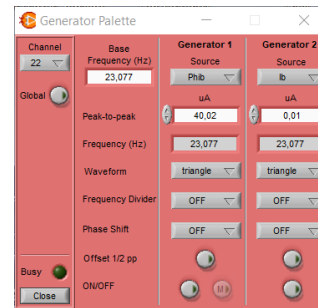 Generator Palette
Channel Base Generator 1 Generator 2
22 Frequency (Hz) Source Source
23,077 Phib Ib
Global
uA uA
Peak-to-peak 40,02 0,01
Frequency (Hz) 23,077 23,077
Waveform triangle triangle
Frequency Divider OFF OFF
Phase Shift OFF OFF
Offset 1/2 pp
Busy ON/OFF M
Close